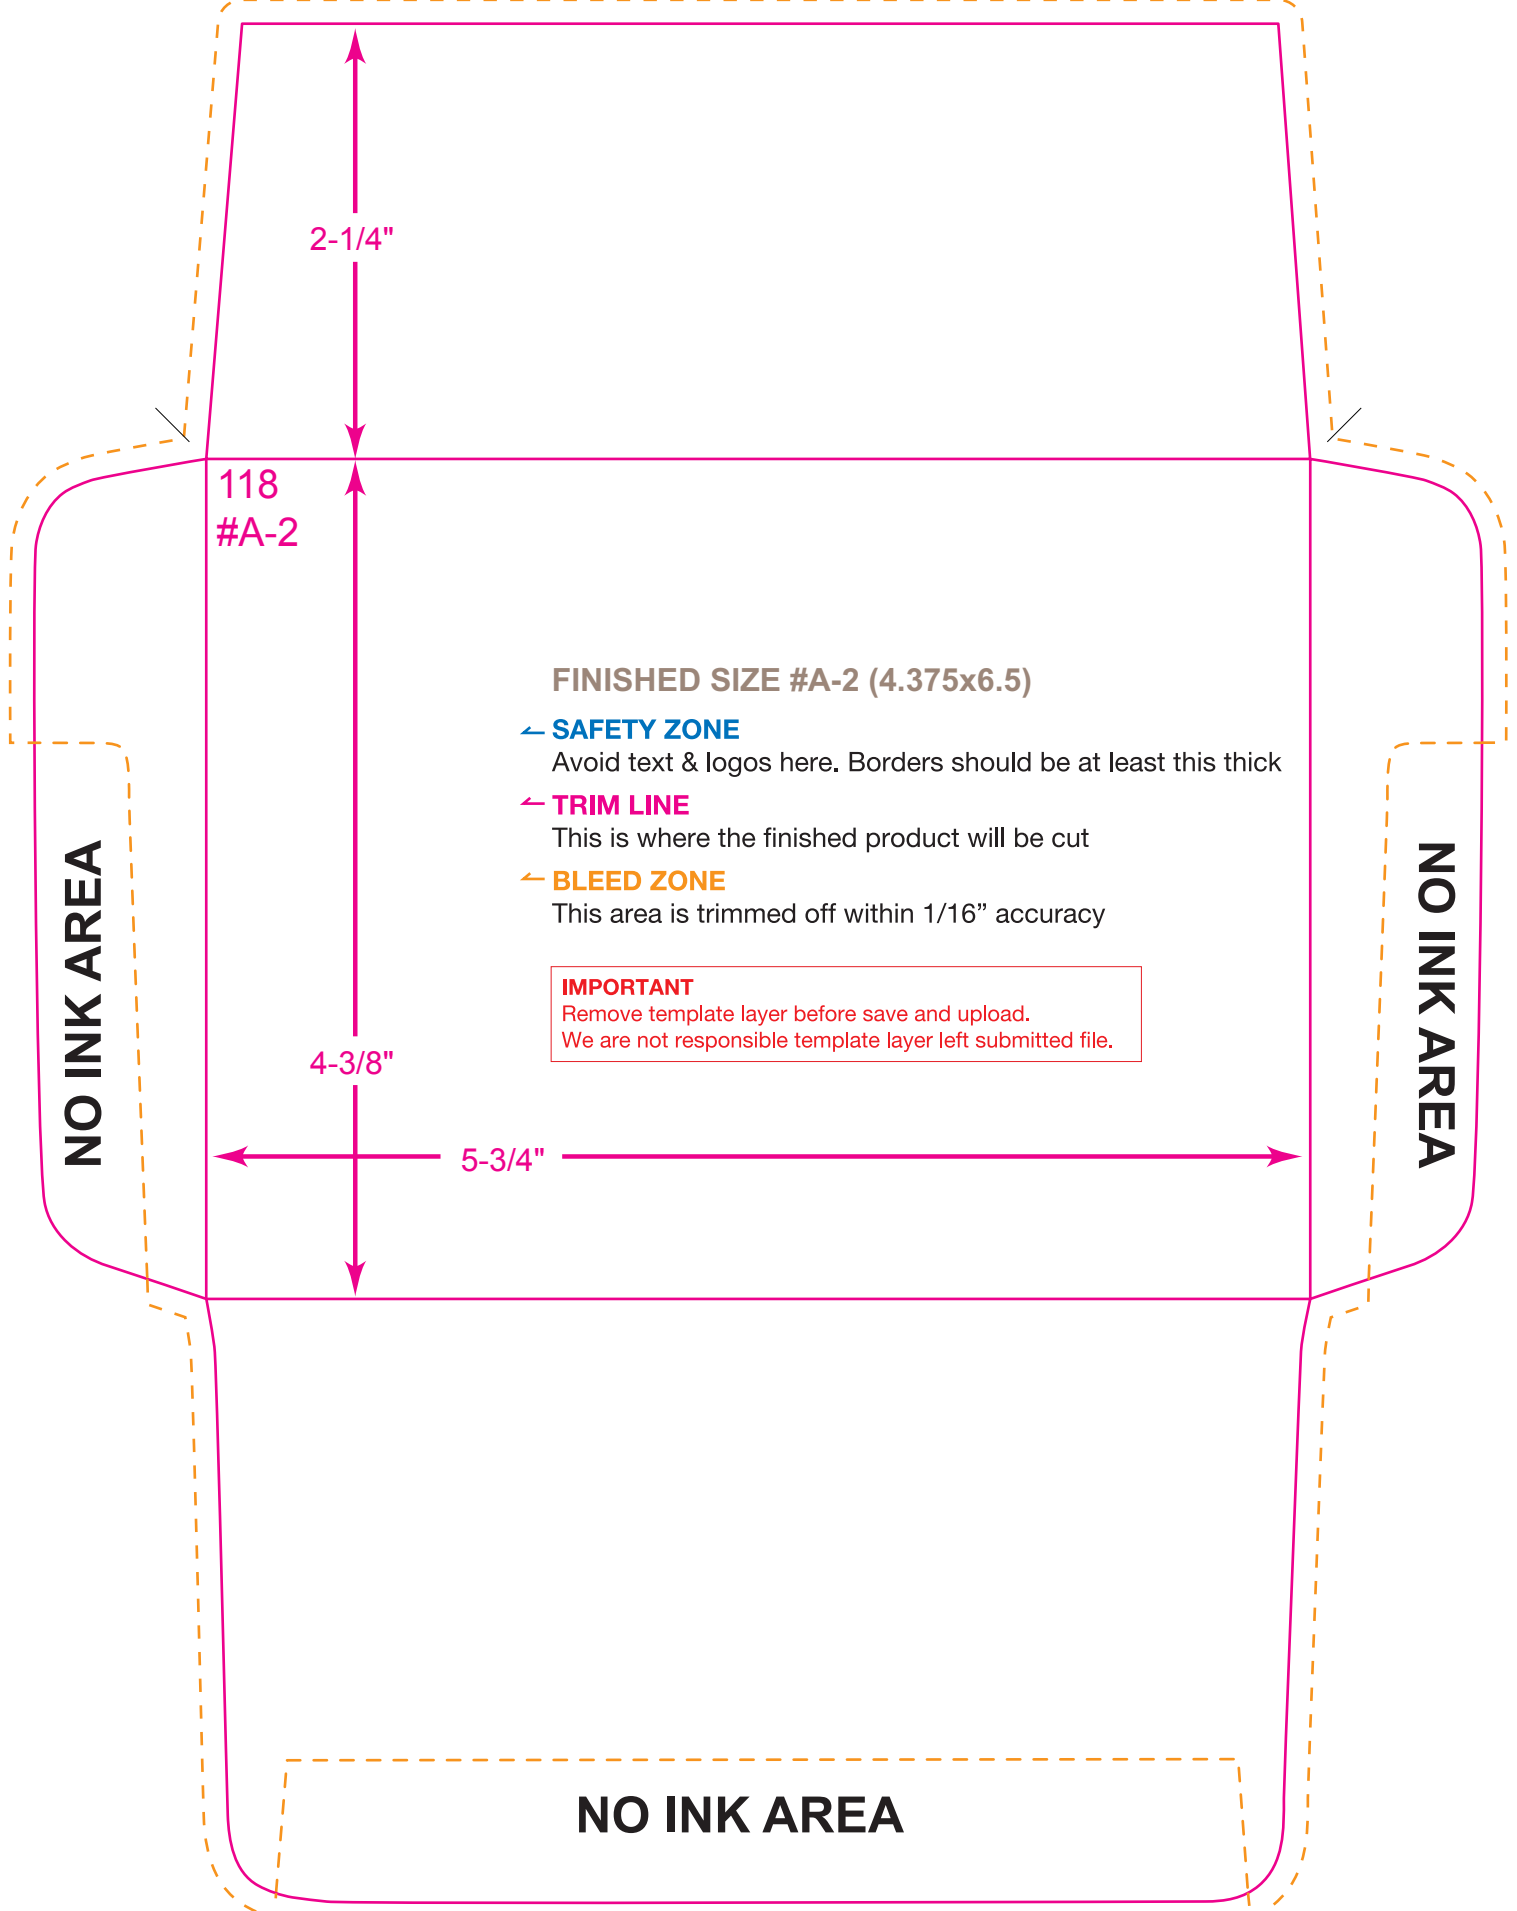 2-1/4"
118
#A-2
FINISHED SIZE #A-2 (4.375x6.5)
SAFETY ZONE
Avoid text & logos here. Borders should be at least this thick
TRIM LINE
This is where the finished product will be cut
BLEED ZONE
This area is trimmed off within 1/16” accuracy
IMPORTANT
Remove template layer before save and upload.
We are not responsible template layer left submitted file.
NO INK AREA
NO INK AREA
4-3/8"
5-3/4"
NO INK AREA